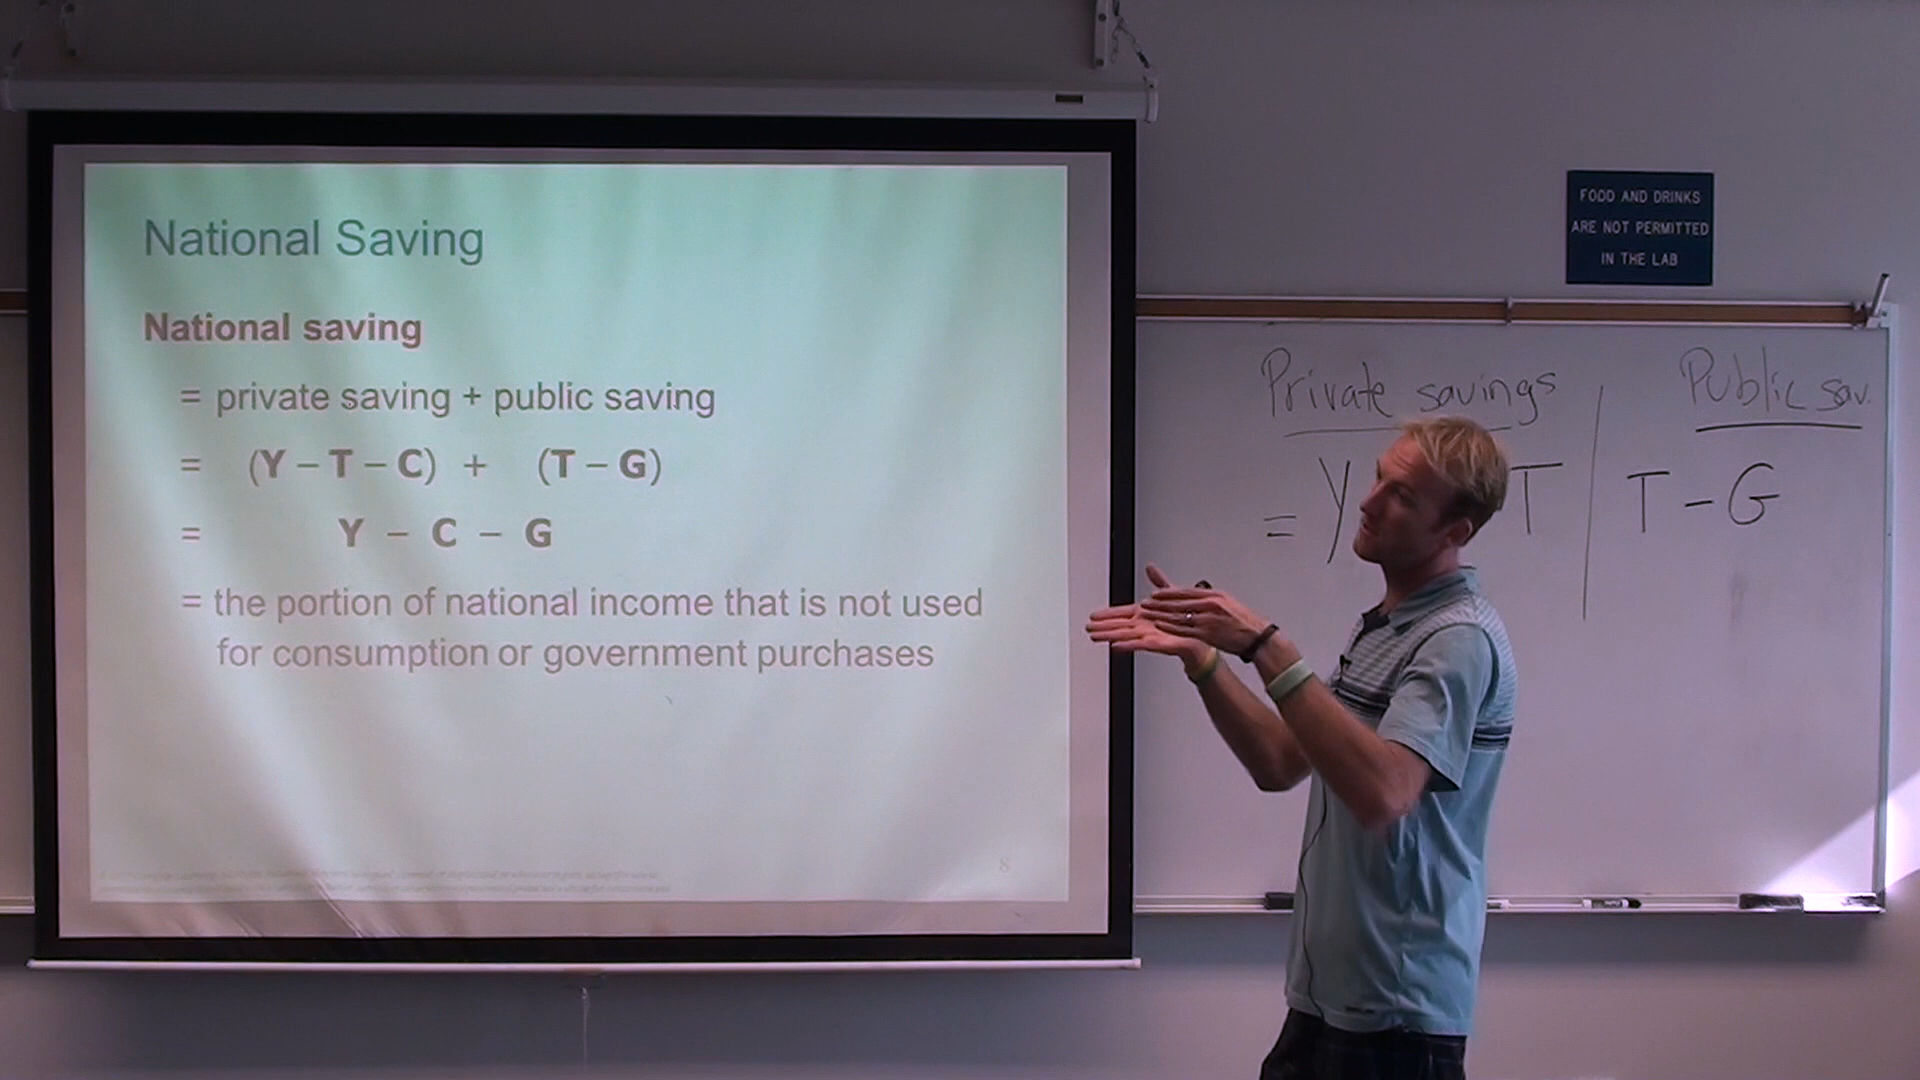 National Saving
National saving
= private saving + public saving
= (Y – T – C) + (T – G)
= Y – C – G
= the portion of national income that is not used
for consumption or government purchases
8
FOOD AND DRINKS
ARE NOT PERMITTED
IN THE LAB
Private savings
= Y T
Public sav.
T - G